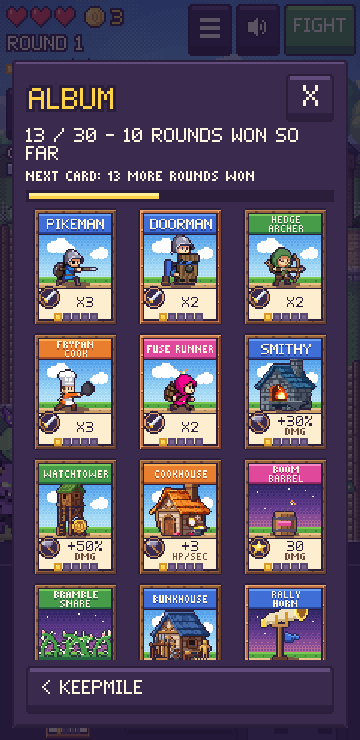 3
ROUND 1
FIGHT
ALBUM
X
13 / 30 - 10 ROUNDS WON SO
FAR
NEXT CARD: 13 MORE ROUNDS WON
PIKEMAN
X3
DOORMAN
X2
HEDGE
ARCHER
X2
FRYPAN
COOK
X3
FUSE RUNNER
X2
SMITHY
+30%
DMG
WATCHTOWER
+50%
DMG
COOKHOUSE
+3
HP/SEC
BOOM
BARREL
30
DMG
BRAMBLE
SNARE
BUNKHOUSE
RALLY
HORN
< KEEPMILE